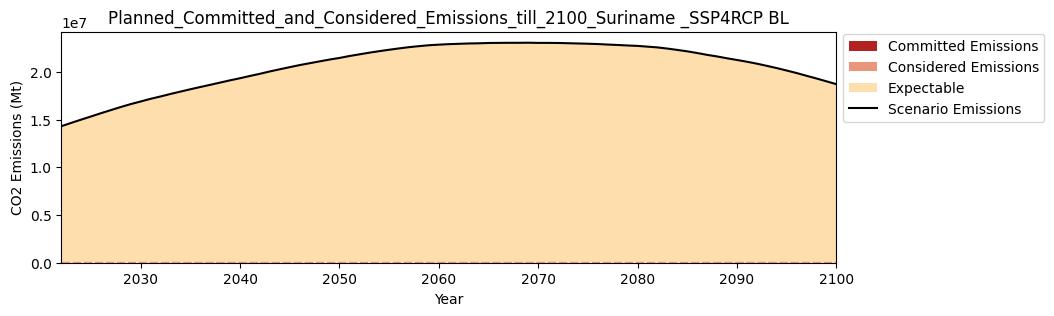 Planned_Committed_and_Considered_Emissions_till_2100_Suriname _SSP4RCP BL
1e7
CO2 Emissions (Mt)
2.0
1.5
1.0
0.5
0.0
2030 2040 2050 2060 2070 2080 2090 2100
Year
Committed Emissions
Considered Emissions
Expectable
Scenario Emissions